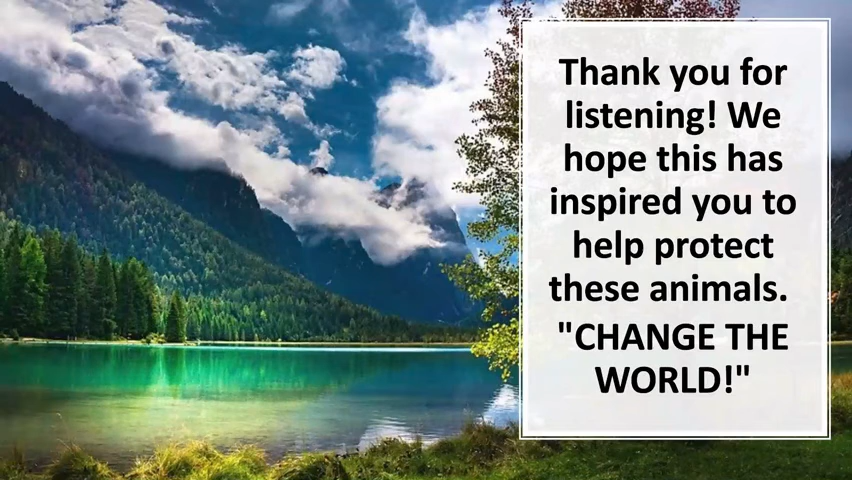 Thank you for
listening! We
hope this has
inspired you to
help protect
these animals.
"CHANGE THE
WORLD!"